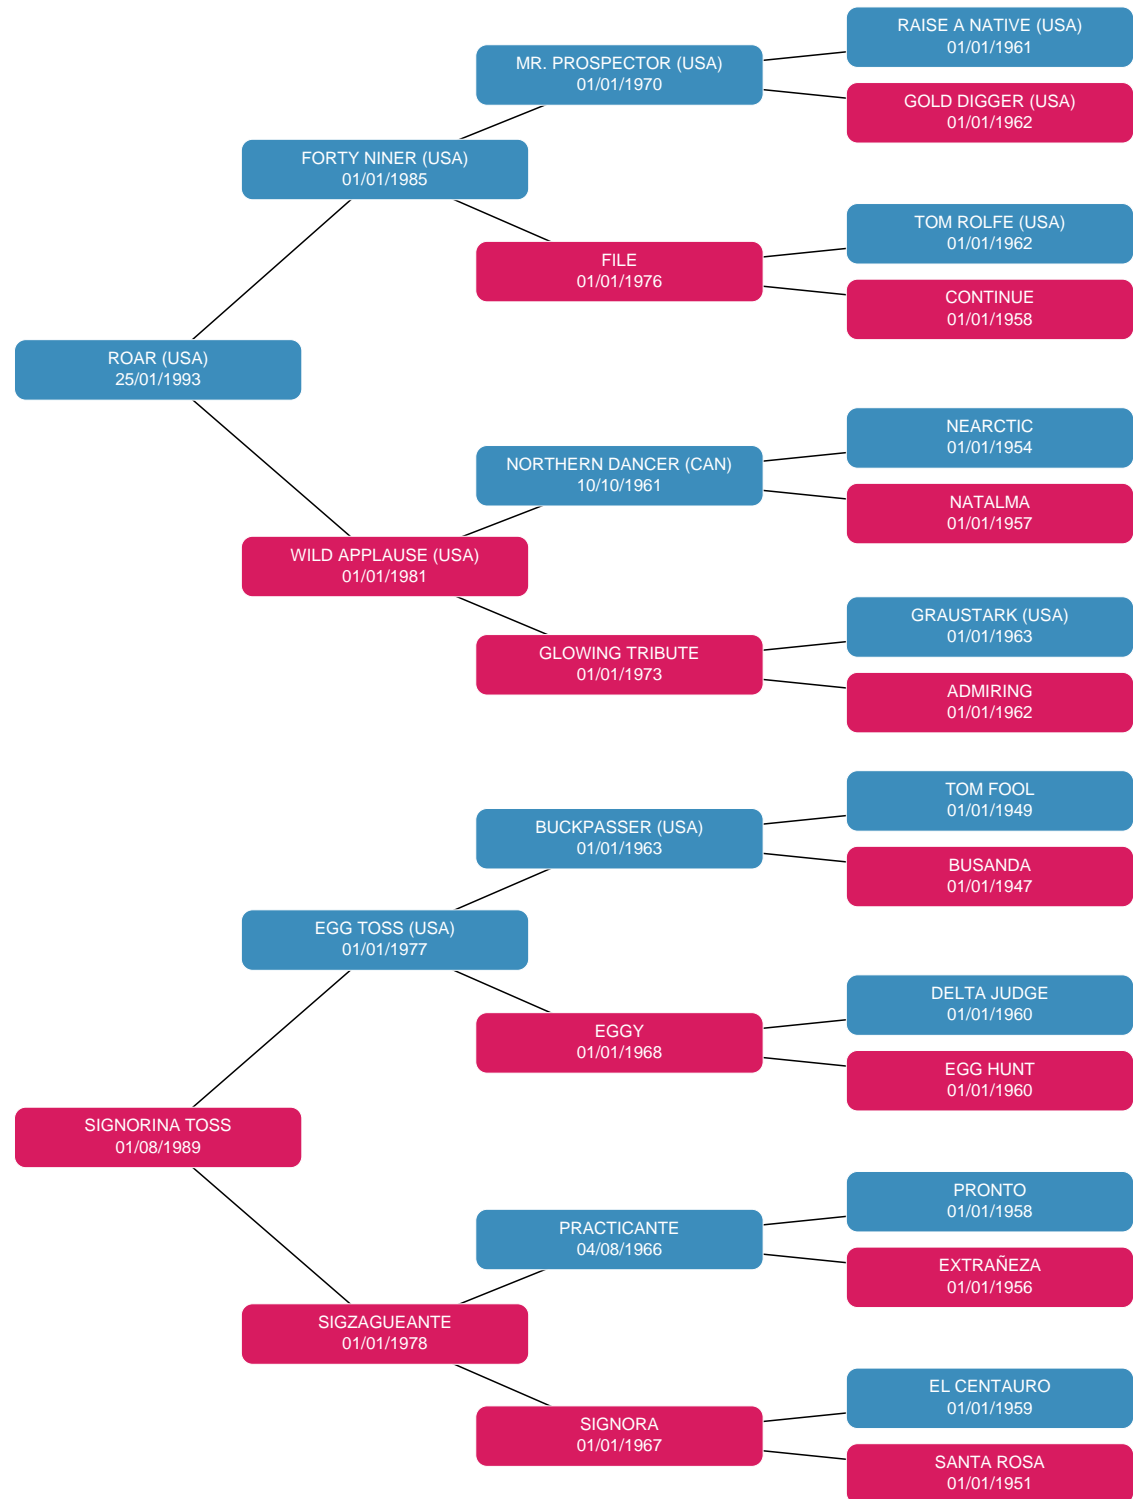 RAISE A NATIVE (USA)
01/01/1961
MR. PROSPECTOR (USA)
01/01/1970
GOLD DIGGER (USA)
01/01/1962
FORTY NINER (USA)
01/01/1985
TOM ROLFE (USA)
01/01/1962
FILE
01/01/1976
CONTINUE
01/01/1958
ROAR (USA)
25/01/1993
NEARCTIC
01/01/1954
NORTHERN DANCER (CAN)
10/10/1961
NATALMA
01/01/1957
WILD APPLAUSE (USA)
01/01/1981
GRAUSTARK (USA)
01/01/1963
GLOWING TRIBUTE
01/01/1973
ADMIRING
01/01/1962
TOM FOOL
01/01/1949
BUCKPASSER (USA)
01/01/1963
BUSANDA
01/01/1947
EGG TOSS (USA)
01/01/1977
DELTA JUDGE
01/01/1960
EGGY
01/01/1968
EGG HUNT
01/01/1960
SIGNORINA TOSS
01/08/1989
PRONTO
01/01/1958
PRACTICANTE
04/08/1966
EXTRAÑEZA
01/01/1956
SIGZAGUEANTE
01/01/1978
EL CENTAURO
01/01/1959
SIGNORA
01/01/1967
SANTA ROSA
01/01/1951